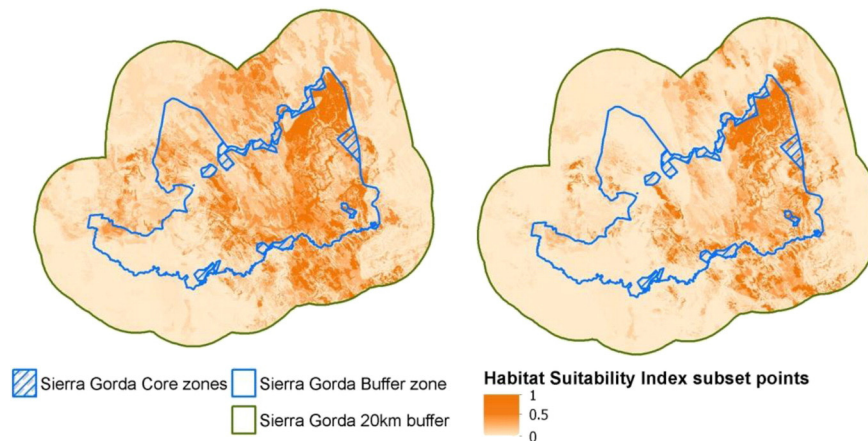 Sierra Gorda Core zones
Sierra Gorda Buffer zone
Sierra Gorda 20km buffer
Habitat Suitability Index subset points
1
0.5
0